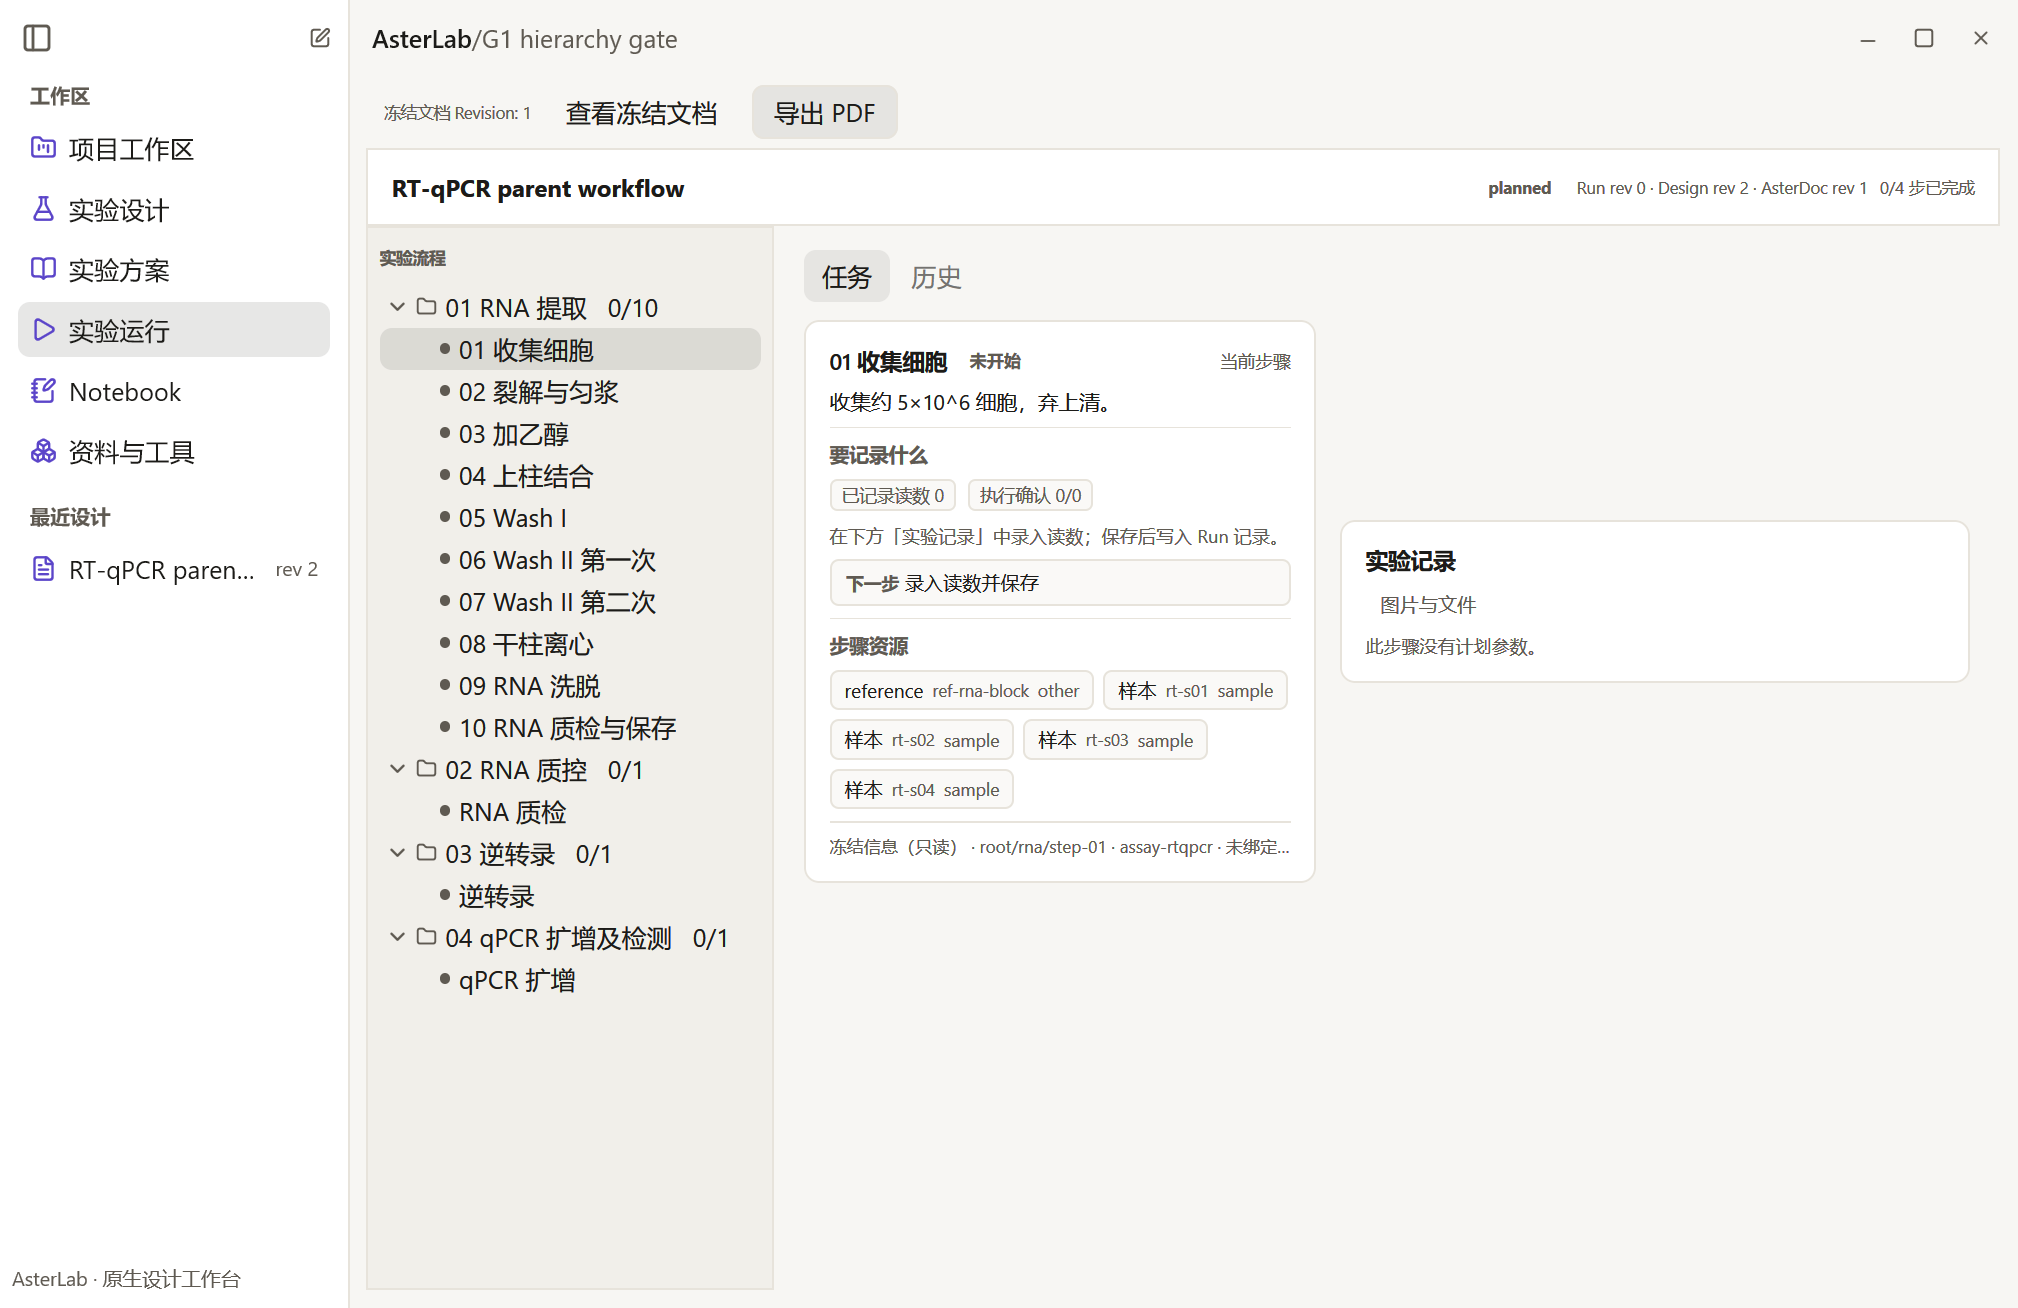 AsterLab/G1 hierarchy gate
工作区
项目工作区
实验设计
实验方案
实验运行
Notebook
资料与工具
最近设计
RT-qPCR paren... rev 2
AsterLab · 原生设计工作台
冻结文档 Revision: 1 查看冻结文档 导出 PDF
RT-qPCR parent workflow planned Run rev 0 · Design rev 2 · AsterDoc rev 1 0/4 步已完成
实验流程
01 RNA 提取 0/10
01 收集细胞
02 裂解与匀浆
03 加乙醇
04 上柱结合
05 Wash I
06 Wash II 第一次
07 Wash II 第二次
08 干柱离心
09 RNA 洗脱
10 RNA 质检与保存
02 RNA 质控 0/1
RNA 质检
03 逆转录 0/1
逆转录
04 qPCR 扩增及检测 0/1
qPCR 扩增
任务 历史
01 收集细胞 未开始 当前步骤
收集约 5×10^6 细胞，弃上清。
要记录什么
已记录读数 0 执行确认 0/0
在下方「实验记录」中录入读数；保存后写入 Run 记录。
下一步 录入读数并保存
步骤资源
reference ref-rna-block other 样本 rt-s01 sample
样本 rt-s02 sample 样本 rt-s03 sample
样本 rt-s04 sample
冻结信息（只读） · root/rna/step-01 · assay-rtqpcr · 未绑定...
实验记录
图片与文件
此步骤没有计划参数。